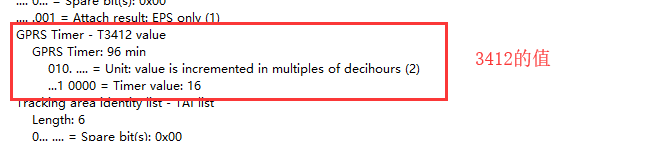 .... 0... = Spare bit(s): 0x00
.... .001 = Attach result: EPS only (1)
GPRS Timer - T3412 value
GPRS Timer: 96 min
010. .... = Unit: value is incremented in multiples of decihours (2)
...1 0000 = Timer value: 16
Tracking area identity list - TAI list
Length: 6
0... .... = Spare bit(s): 0x00
3412的值